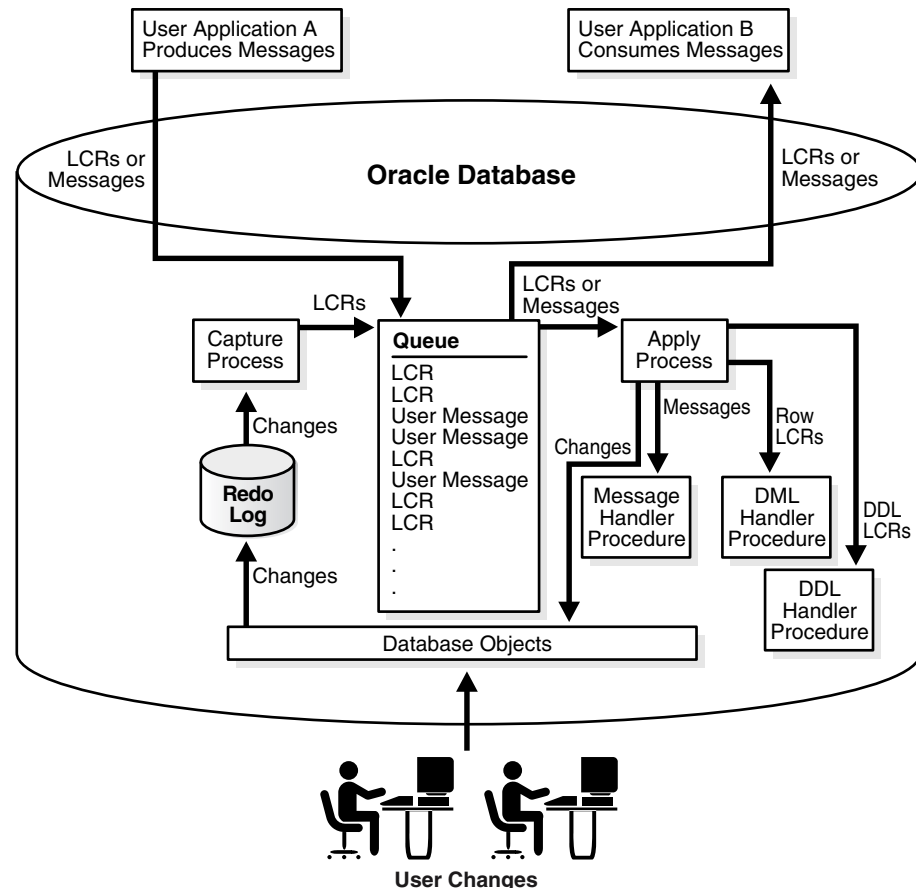 User Application A
Produces Messages
User Application B
Consumes Messages
LCRs or
Messages
Oracle Database
LCRs or
Messages
LCRs
LCRs or
Messages
Capture
Process
Queue
LCR
LCR
User Message
User Message
LCR
User Message
LCR
LCR
.
.
.
Apply
Process
Changes
Messages
Row
LCRs
Changes
Redo
Log
Message
Handler
Procedure
DML
Handler
Procedure
DDL
LCRs
Changes
DDL
Handler
Procedure
Database Objects
User Changes